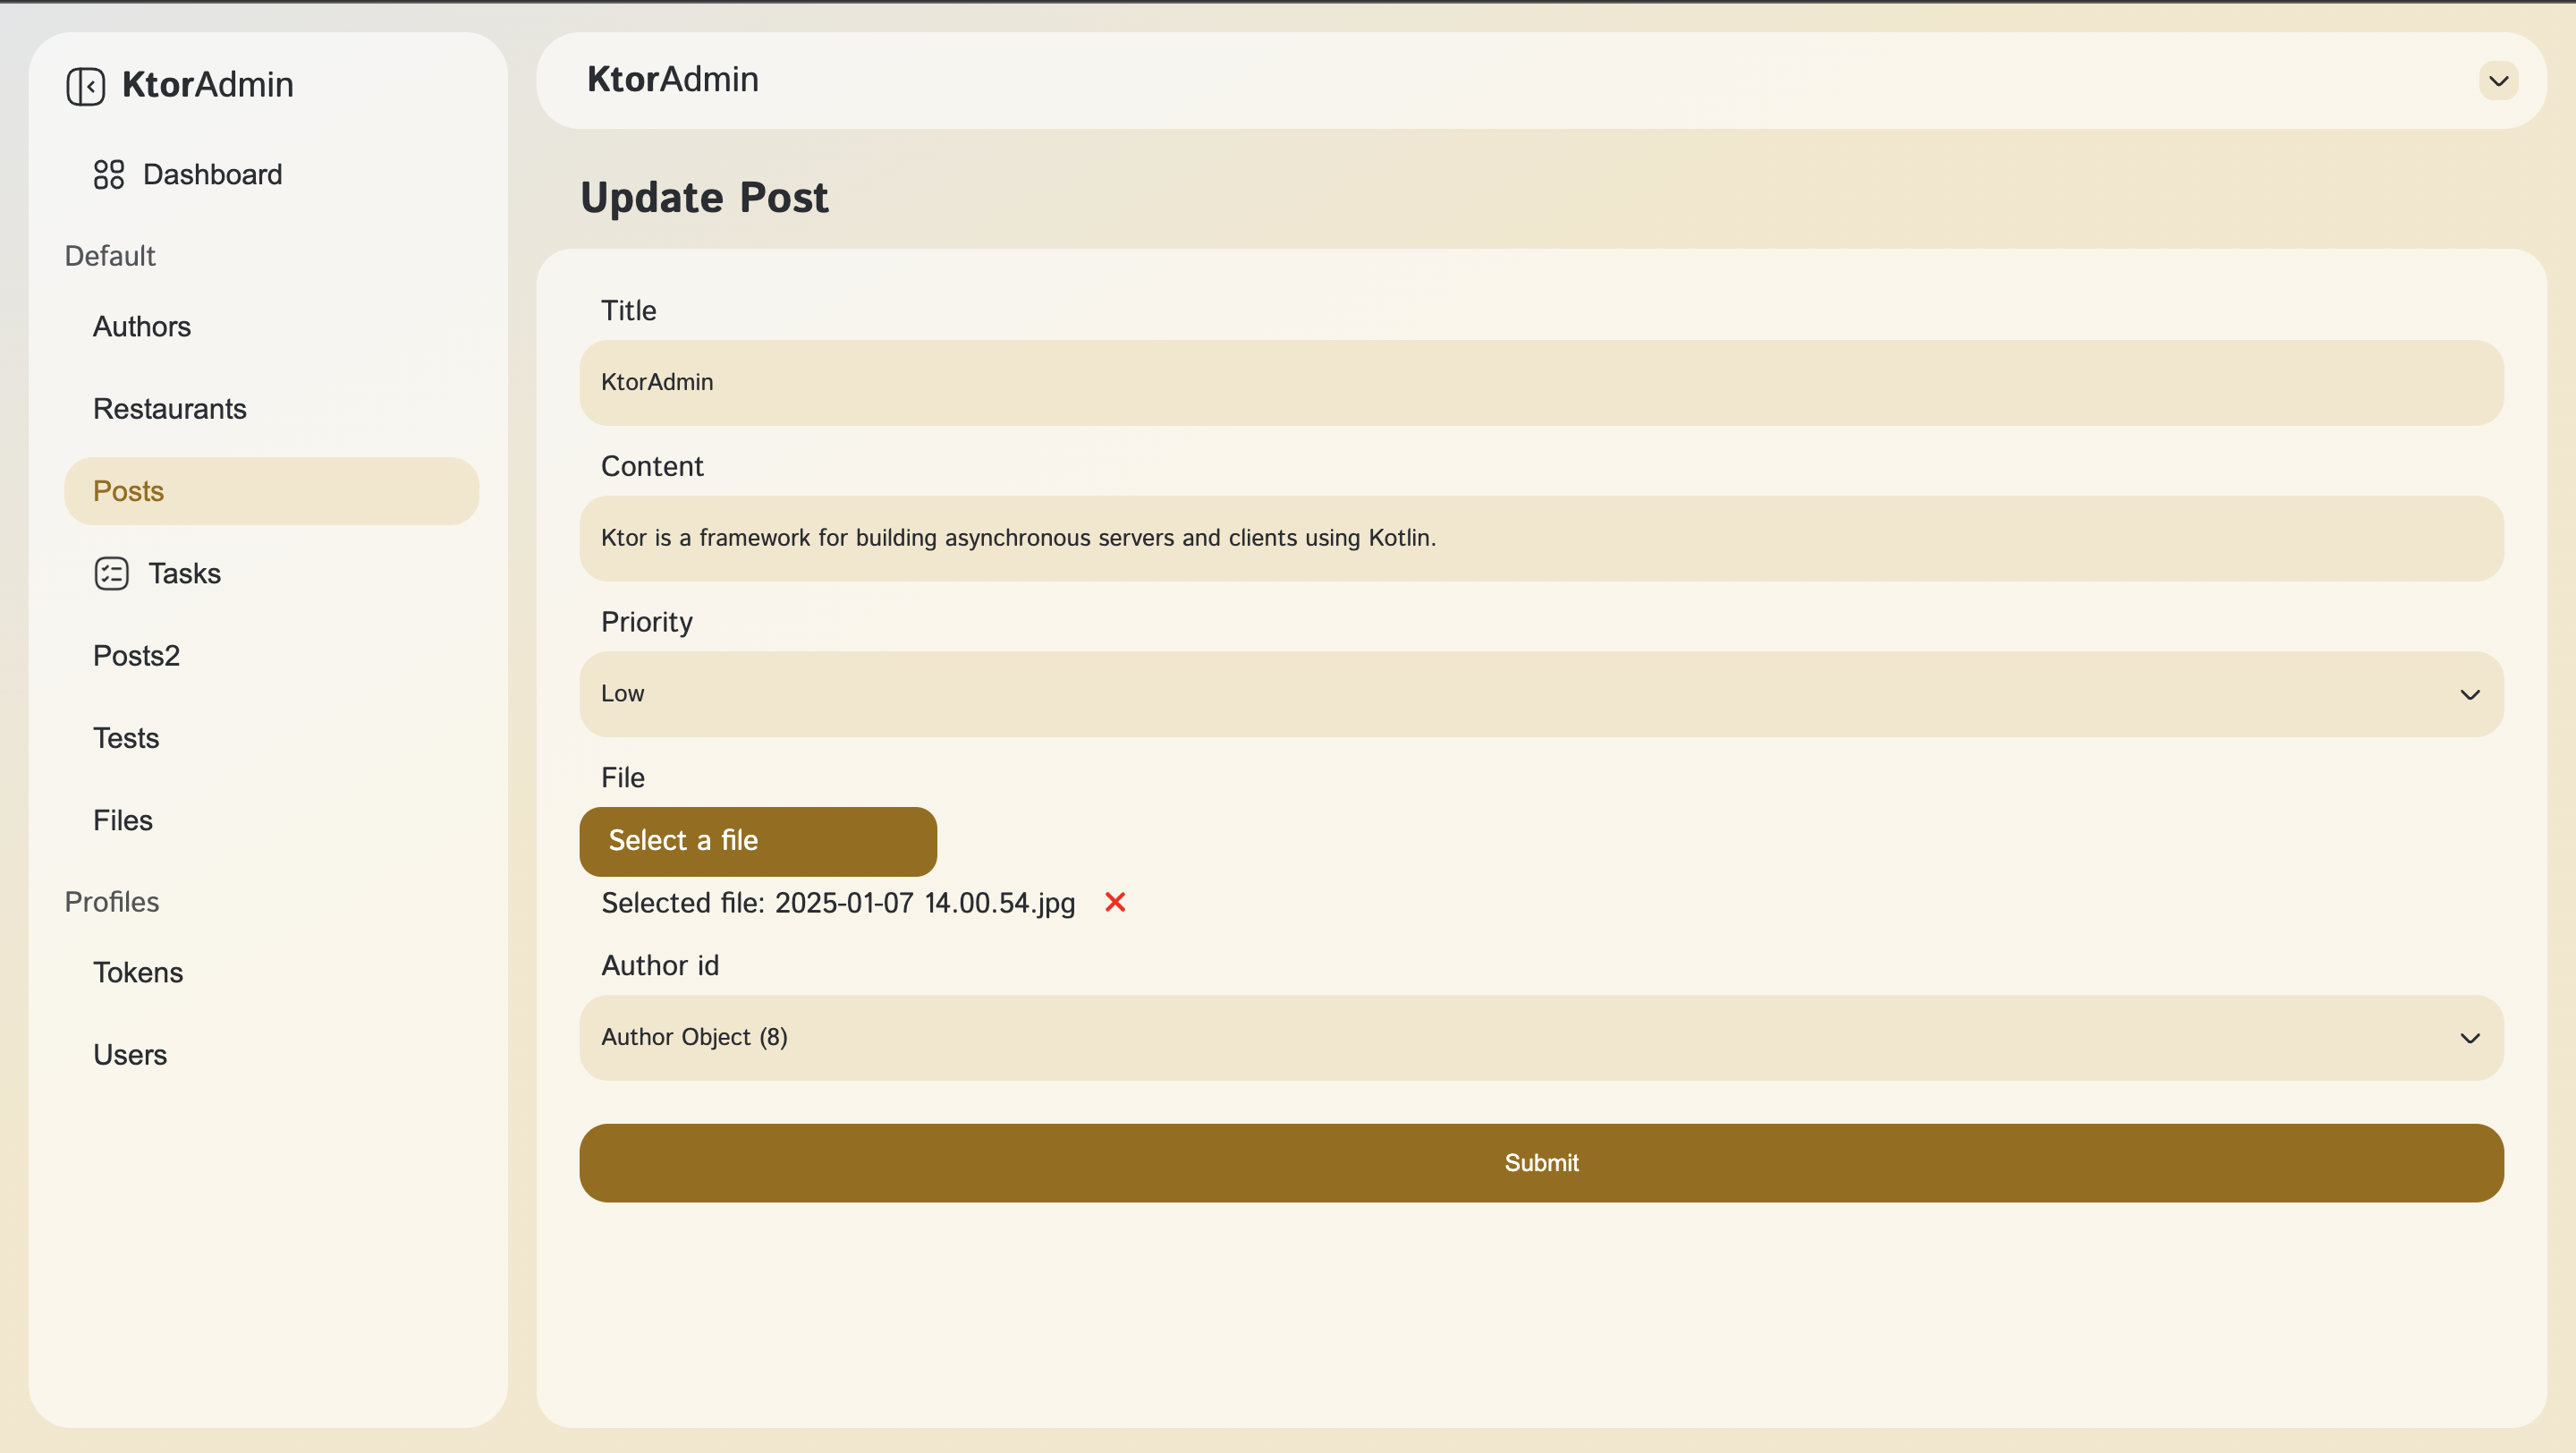 KtorAdmin
Dashboard
Default
Authors
Restaurants
Posts
Tasks
Posts2
Tests
Files
Profiles
Tokens
Users
KtorAdmin
Update Post
Title
KtorAdmin
Content
Ktor is a framework for building asynchronous servers and clients using Kotlin.
Priority
Low
File
Select a file
Selected file: 2025-01-07 14.00.54.jpg
Author id
Author Object (8)
Submit